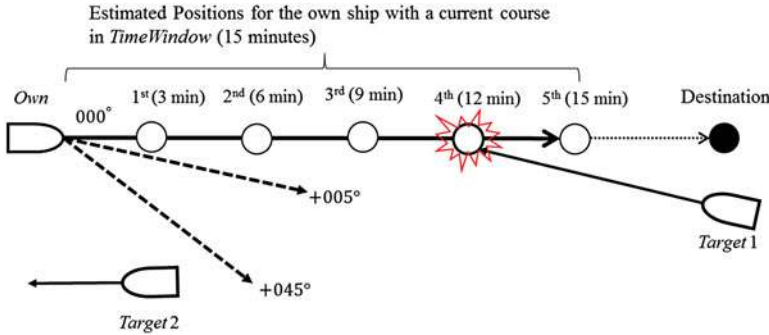 Estimated Positions for the own ship with a current course
in TimeWindow (15 minutes)
Own
000°
1st (3 min)
2nd (6 min)
3rd (9 min)
4th (12 min)
5th (15 min)
Destination
+005°
Target 1
+045°
Target 2